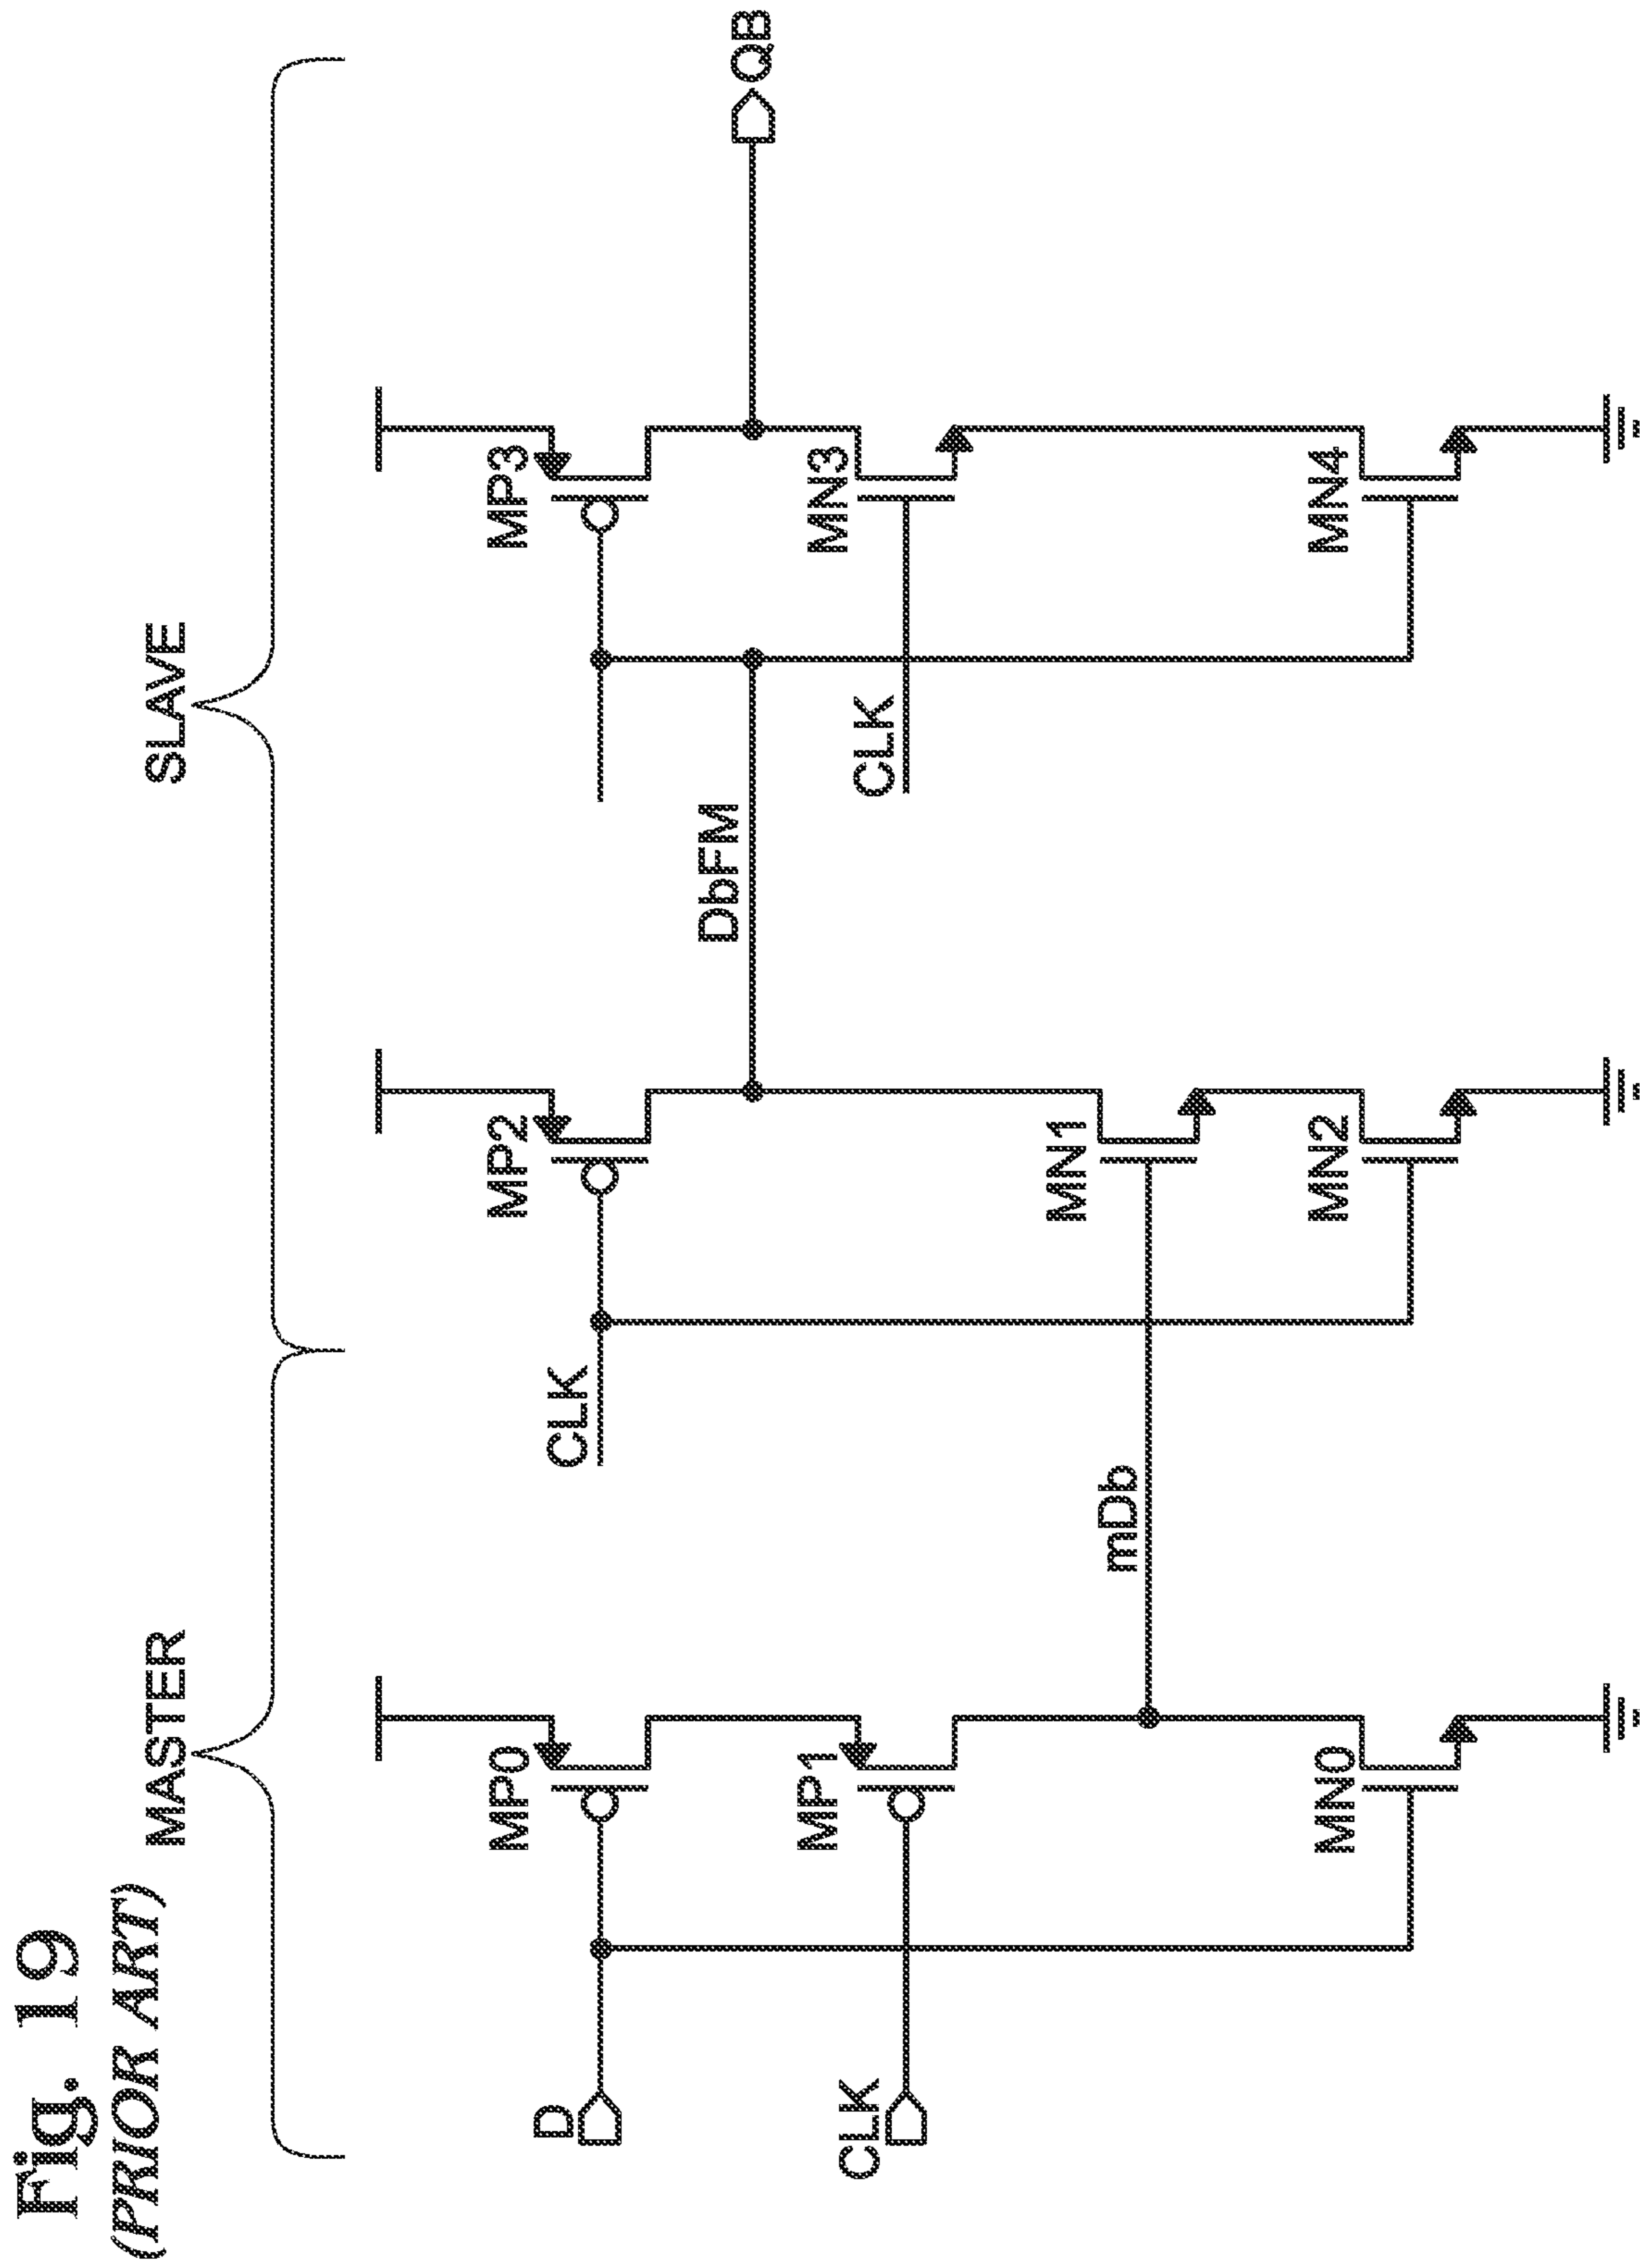 Fig. 19
(PRIOR ART)
MASTER
SLAVE
D
CLK
MP0
MP1
MN0
mDb
CLK
MP2
MN1
MN2
DbFM
CLK
MP3
MN3
MN4
QB